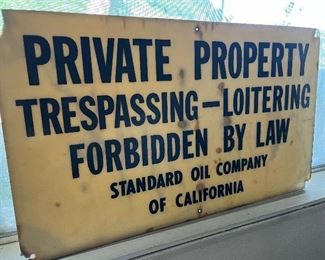 PRIVATE PROPERTY
TRESPASSING—LOITERING
FORBIDDEN BY LAW
STANDARD OIL COMPANY
OF CALIFORNIA